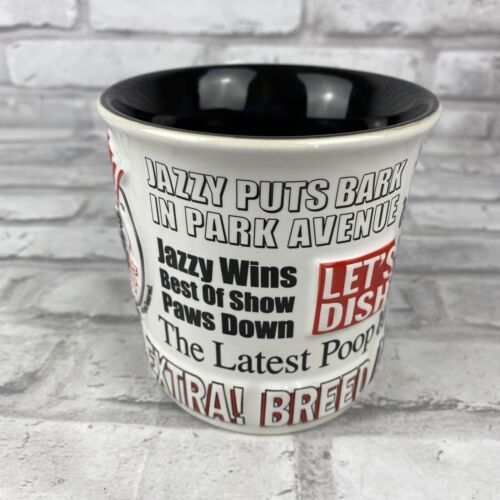 JAZZY PUTS BARK
IN PARK AVENUE
Jazzy Wins
Best Of Show
Paws Down
LET'S
DISH
The Latest Poop
EXTRA! BREED